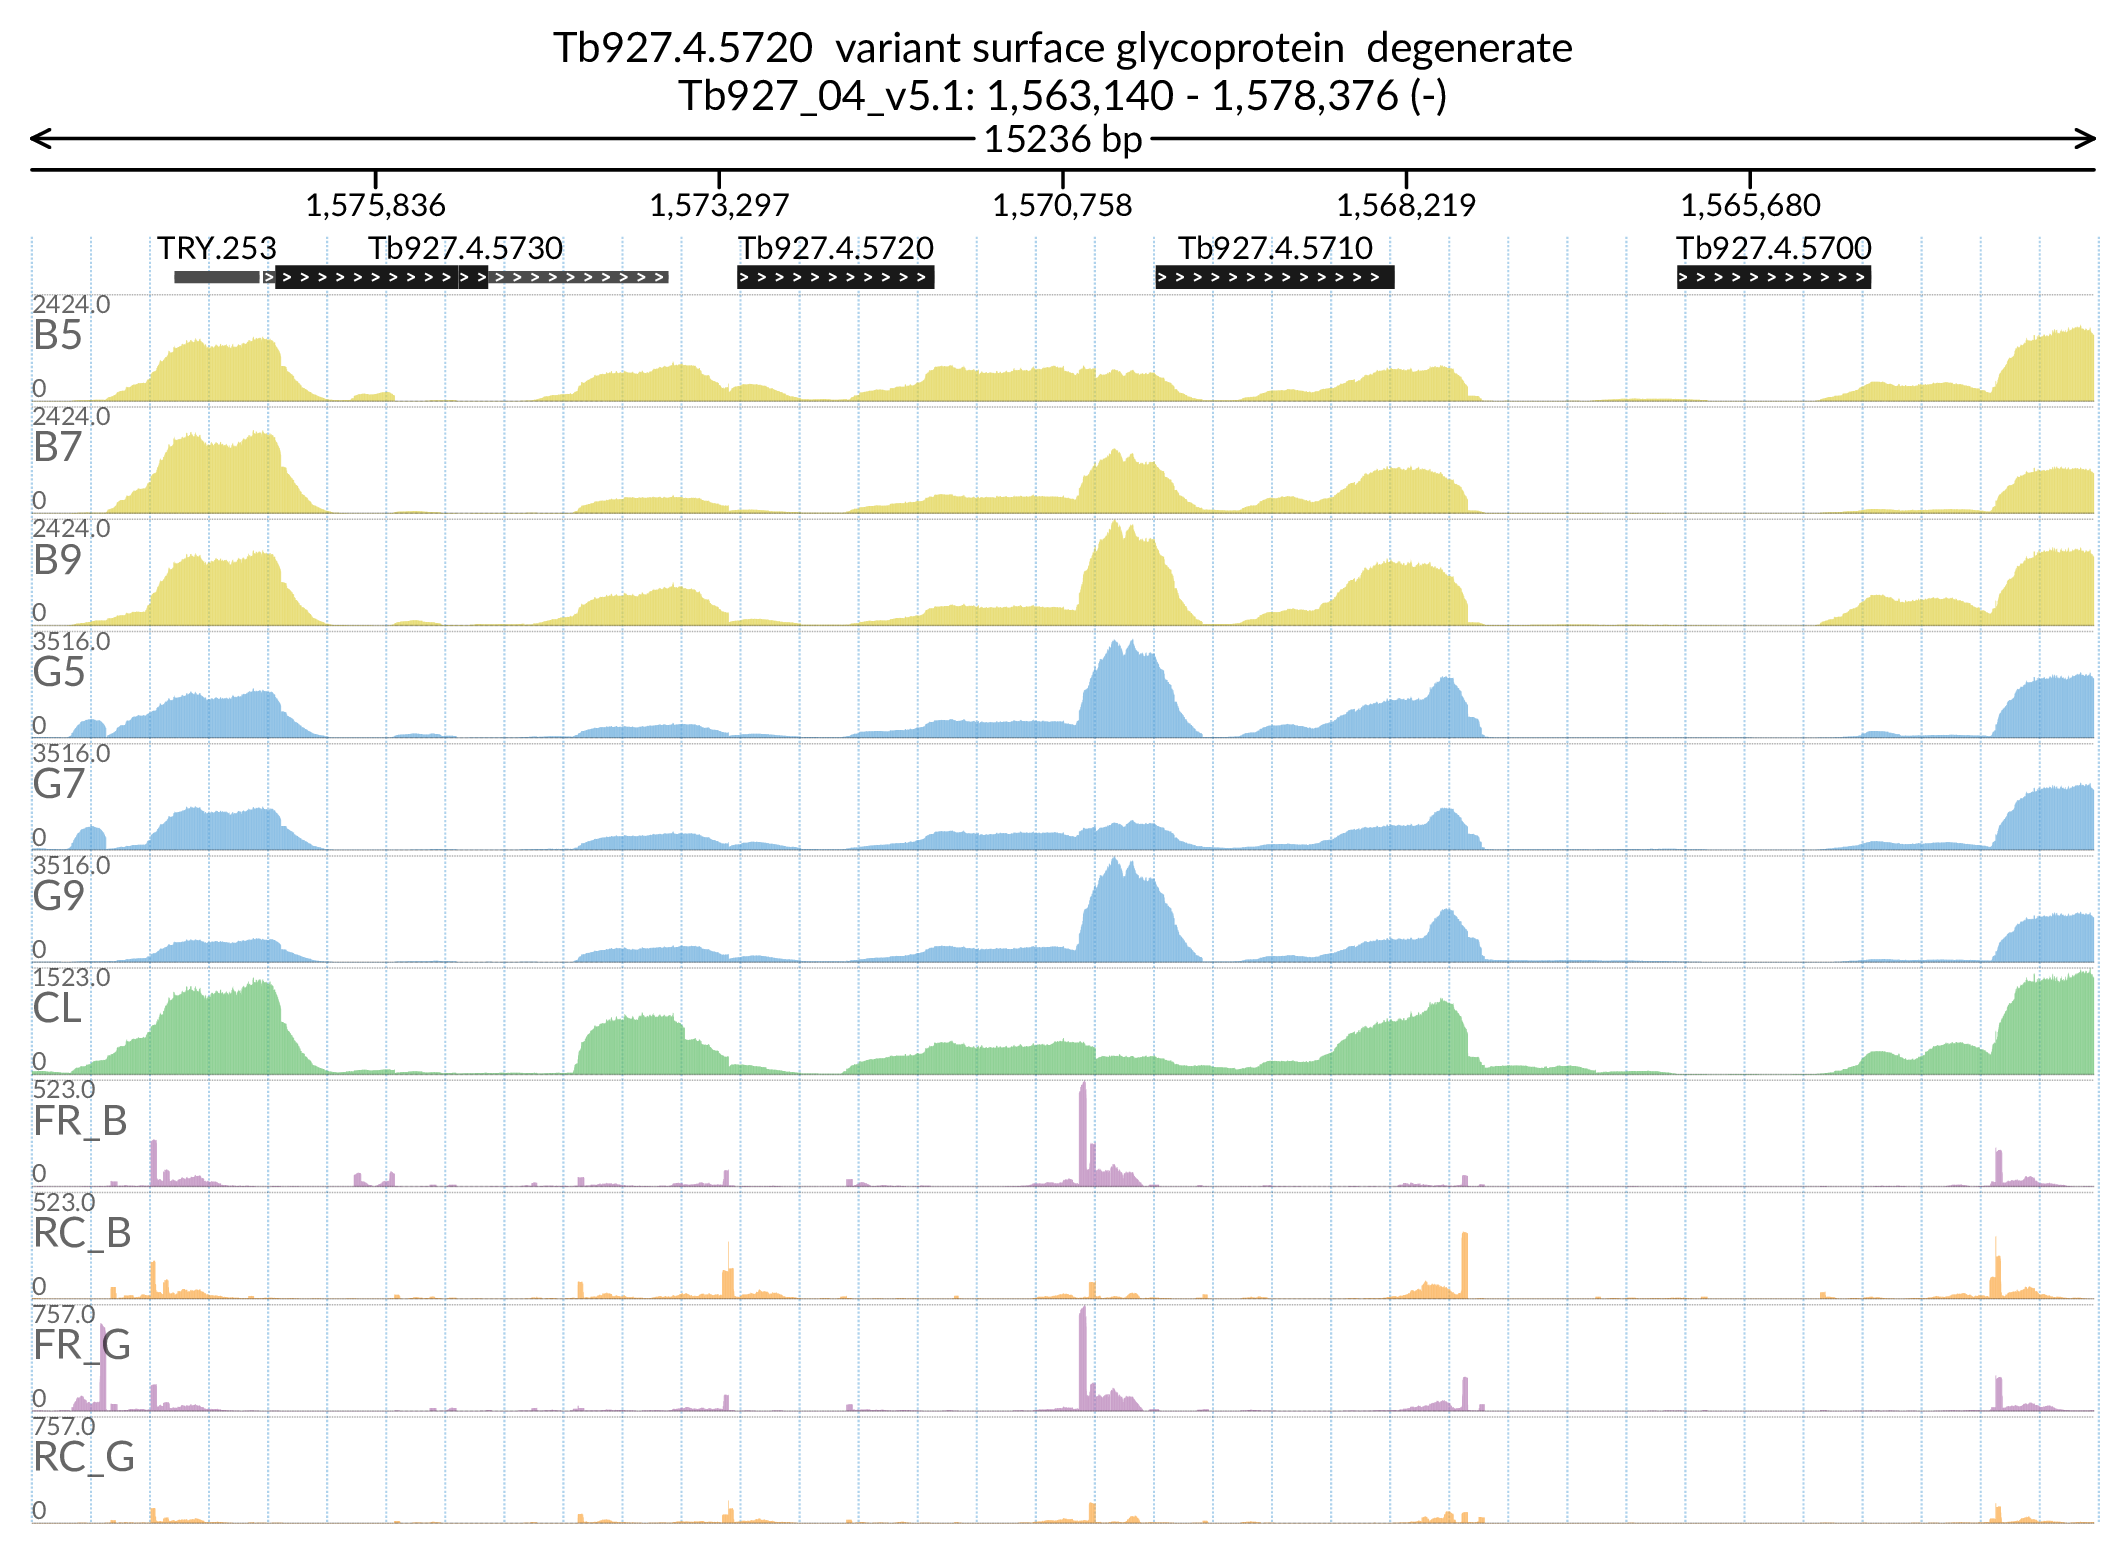 Tb927.4.5720 variant surface glycoprotein degenerate
Tb927_04_v5.1: 1,563,140 - 1,578,376 (-)
15236 bp
1,575,836 1,573,297 1,570,758 1,568,219 1,565,680
TRY.253 Tb927.4.5730 Tb927.4.5720 Tb927.4.5710 Tb927.4.5700
2424.0
B5
0
2424.0
B7
0
2424.0
B9
0
3516.0
G5
0
3516.0
G7
0
3516.0
G9
0
1523.0
CL
0
523.0
FR_B
0
523.0
RC_B
0
757.0
FR_G
0
757.0
RC_G
0